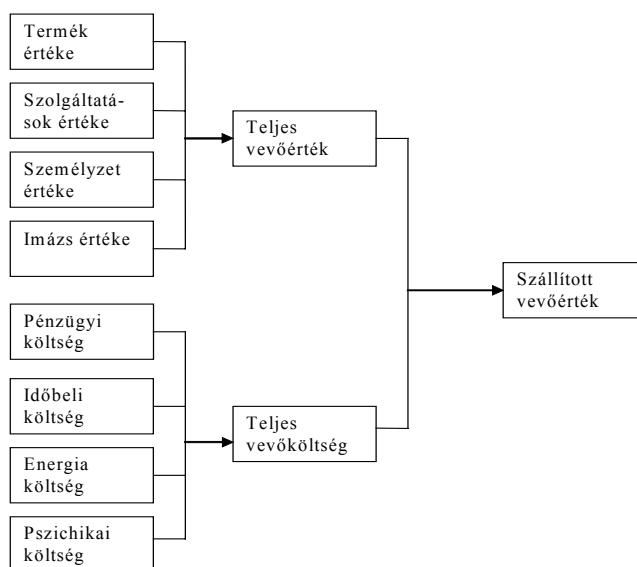 Termék
értéke
Szolgáltatá-
sok értéke
Személyzet
értéke
Imázs értéke
Teljes
vevőérték
Szállított
vevőérték
Pénzügyi
költség
Időbeli
költség
Energia
költség
Pszichikai
költség
Teljes
vevőköltség